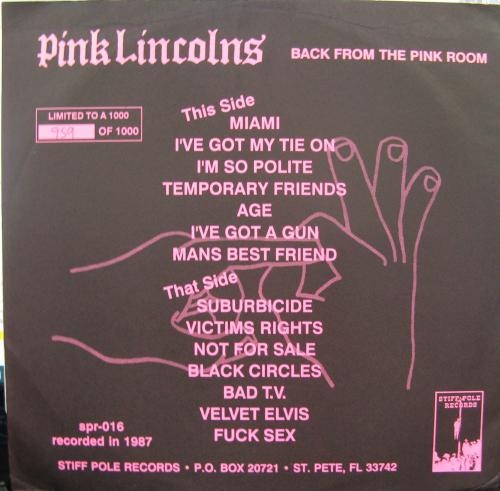 Pink Lincolns
BACK FROM THE PINK ROOM
LIMITED TO A 1000
959 OF 1000
This Side
MIAMI
I'VE GOT MY TIE ON
I'M SO POLITE
TEMPORARY FRIENDS
AGE
I'VE GOT A GUN
MANS BEST FRIEND
That Side
SUBURBICIDE
VICTIMS RIGHTS
NOT FOR SALE
BLACK CIRCLES
BAD T.V.
VELVET ELVIS
FUCK SEX
spr-016
recorded in 1987
STIFF POLE
RECORDS
STIFF POLE RECORDS • P.O. BOX 20721 • ST. PETE, FL 33742